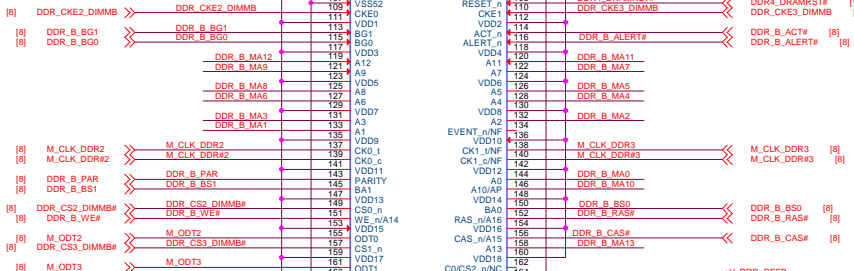 VSS52 RESET_n 110 DDR4_DRAMRST#
[8] DDR_CKE2_DIMMB DDR_CKE2_DIMMB 109 CKE0 CKE1 DDR_CKE3_DIMMB DDR_CKE3_DIMMB
111 VDD1 VDD2 112
[8] DDR_B_BG1 DDR_B_BG1 113 BG1 ACT_n 114 DDR_B_ACT# [8]
[8] DDR_B_BG0 DDR_B_BG0 115 BG0 ALERT_n 116 DDR_B_ALERT# DDR_B_ALERT# [8]
117 VDD3 VDD4 118
DDR_B_MA12 119 A12 A11 120 DDR_B_MA11
DDR_B_MA9 121 A9 A7 122 DDR_B_MA7
123 VDD5 VDD6 124
DDR_B_MA8 125 A8 A5 126 DDR_B_MA5
DDR_B_MA6 127 A6 A4 128 DDR_B_MA4
129 VDD7 VDD8 130
DDR_B_MA3 131 A3 A2 132 DDR_B_MA2
DDR_B_MA1 133 A1 EVENT_n/NF 134
135 VDD9 VDD10 136
[8] M_CLK_DDR2 M_CLK_DDR2 137 CK0_t CK1_t/NF 138 M_CLK_DDR3 M_CLK_DDR3 [8]
[8] M_CLK_DDR#2 M_CLK_DDR#2 139 CK0_c CK1_c/NF 140 M_CLK_DDR#3 M_CLK_DDR#3 [8]
141 VDD11 VDD12 142
[8] DDR_B_PAR DDR_B_PAR 143 PARITY A0 144 DDR_B_MA0
[8] DDR_B_BS1 DDR_B_BS1 145 BA1 A10/AP 146 DDR_B_MA10
147 VDD13 VDD14 148
[8] DDR_CS2_DIMMB# DDR_CS2_DIMMB# 149 CS0_n BA0 150 DDR_B_BS0 DDR_B_BS0 [8]
[8] DDR_B_WE# DDR_B_WE# 151 WE_n/A14 RAS_n/A16 152 DDR_B_RAS# DDR_B_RAS# [8]
153 VDD15 VDD16 154
[8] M_ODT2 M_ODT2 155 ODT0 CAS_n/A15 156 DDR_B_CAS# DDR_B_CAS# [8]
[8] DDR_CS3_DIMMB# DDR_CS3_DIMMB# 157 CS1_n A13 158 DDR_B_MA13
159 VDD17 VDD18 160
[8] M_ODT3 M_ODT3 161 ODT1 C0/CS2_n/NC 162